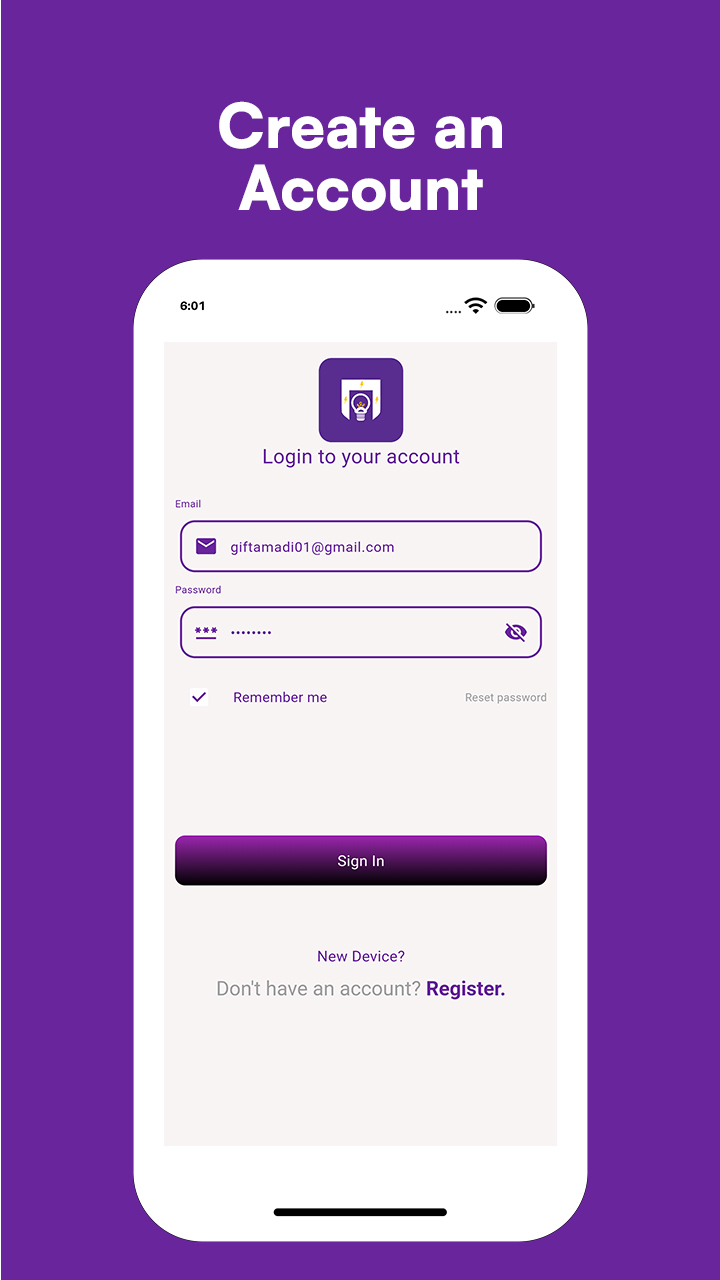 Create an
Account
6:01
Login to your account
Email
giftamadi01@gmail.com
Password
***
••••••••
Remember me
Reset password
Sign In
New Device?
Don't have an account? Register.